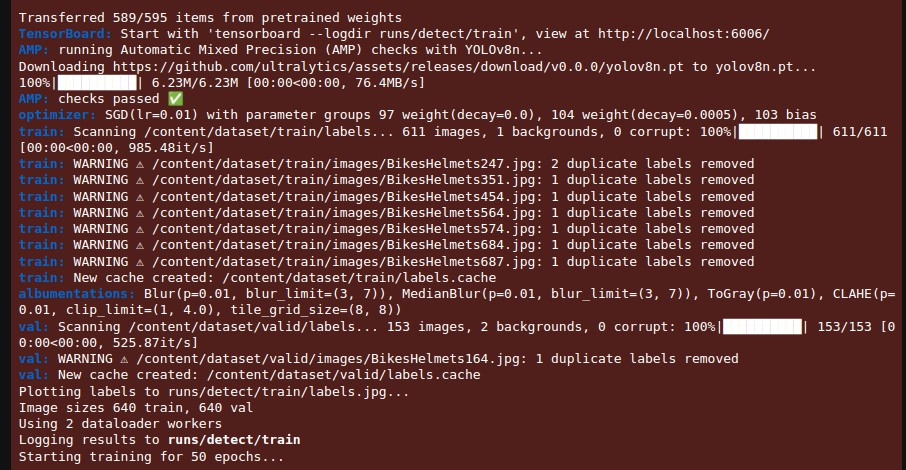 Transferred 589/595 items from pretrained weights
TensorBoard: Start with 'tensorboard --logdir runs/detect/train', view at http://localhost:6006/
AMP: running Automatic Mixed Precision (AMP) checks with YOLOv8n...
Downloading https://github.com/ultralytics/assets/releases/download/v0.0.0/yolov8n.pt to yolov8n.pt...
100%|██████████| 6.23M/6.23M [00:00<00:00, 76.4MB/s]
AMP: checks passed ✅
optimizer: SGD(lr=0.01) with parameter groups 97 weight(decay=0.0), 104 weight(decay=0.0005), 103 bias
train: Scanning /content/dataset/train/labels... 611 images, 1 backgrounds, 0 corrupt: 100%|██████████| 611/611
[00:00<00:00, 985.48it/s]
train: WARNING ⚠ /content/dataset/train/images/BikesHelmets247.jpg: 2 duplicate labels removed
train: WARNING ⚠ /content/dataset/train/images/BikesHelmets351.jpg: 1 duplicate labels removed
train: WARNING ⚠ /content/dataset/train/images/BikesHelmets454.jpg: 1 duplicate labels removed
train: WARNING ⚠ /content/dataset/train/images/BikesHelmets564.jpg: 1 duplicate labels removed
train: WARNING ⚠ /content/dataset/train/images/BikesHelmets574.jpg: 1 duplicate labels removed
train: WARNING ⚠ /content/dataset/train/images/BikesHelmets684.jpg: 1 duplicate labels removed
train: WARNING ⚠ /content/dataset/train/images/BikesHelmets687.jpg: 1 duplicate labels removed
train: New cache created: /content/dataset/train/labels.cache
albumentations: Blur(p=0.01, blur_limit=(3, 7)), MedianBlur(p=0.01, blur_limit=(3, 7)), ToGray(p=0.01), CLAHE(p=
0.01, clip_limit=(1, 4.0), tile_grid_size=(8, 8))
val: Scanning /content/dataset/valid/labels... 153 images, 2 backgrounds, 0 corrupt: 100%|██████████| 153/153 [0
0:00<00:00, 525.87it/s]
val: WARNING ⚠ /content/dataset/valid/images/BikesHelmets164.jpg: 1 duplicate labels removed
val: New cache created: /content/dataset/valid/labels.cache
Plotting labels to runs/detect/train/labels.jpg...
Image sizes 640 train, 640 val
Using 2 dataloader workers
Logging results to runs/detect/train
Starting training for 50 epochs...